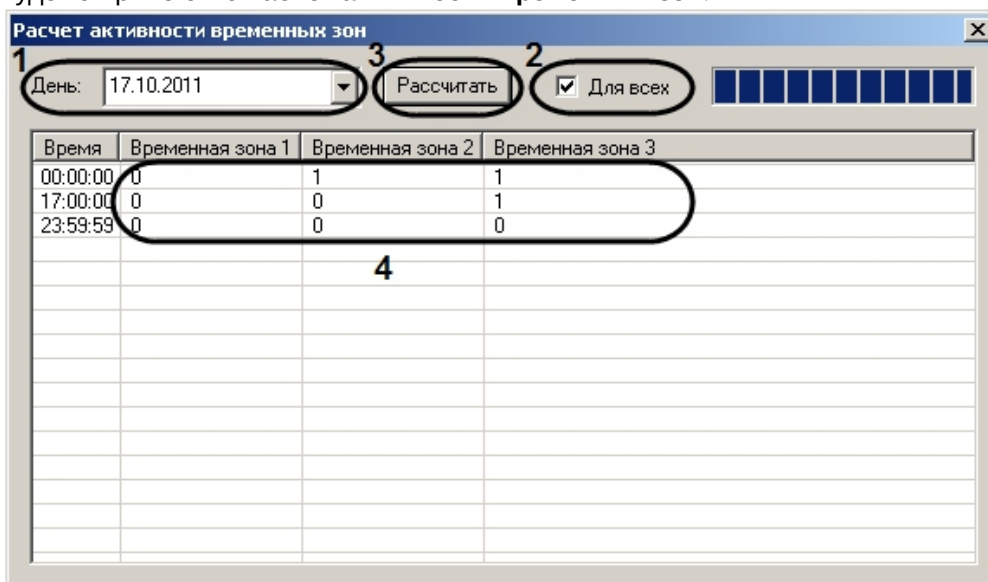 Расчет активности временных зон
1 3 2
День: 17.10.2011 Рассчитать Для всех
Время Временная зона 1 Временная зона 2 Временная зона 3
00:00:00 0 1 1
17:00:00 0 0 1
23:59:59 0 0 0
4